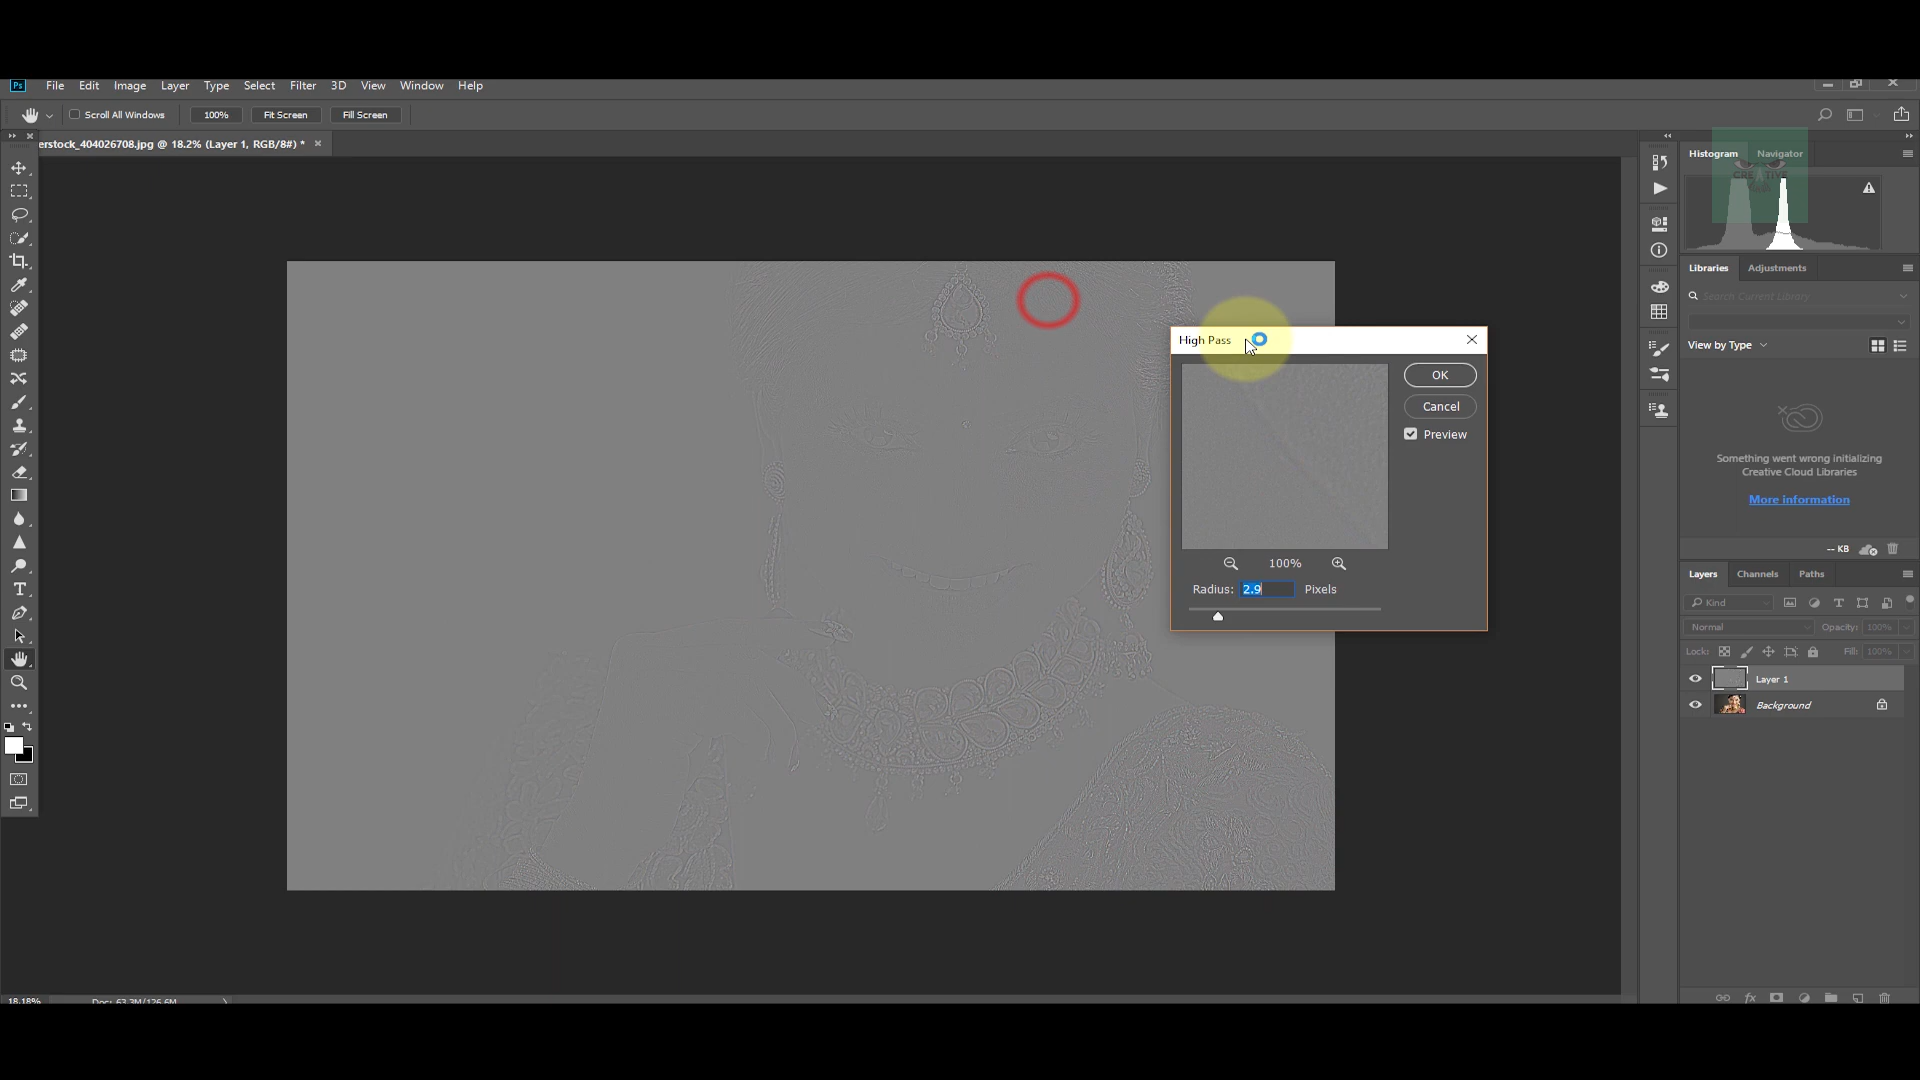 Ps File Edit Image Layer Type Select Filter 3D View Window Help
Scroll All Windows 100% Fit Screen Fill Screen
erstock_404026708.jpg @ 18.2% (Layer 1, RGB/8#) *
Histogram Navigator
CREATIVE
Libraries Adjustments
Search Current Library
View by Type
Something went wrong initializing
Creative Cloud Libraries
More information
-- KB
High Pass
OK
Cancel
Preview
100%
Radius: 2.9 Pixels
Layers Channels Paths
Kind
Normal Opacity: 100%
Lock: Fill: 100%
Layer 1
Background
18.18% Doc: 63.3M/126.6M